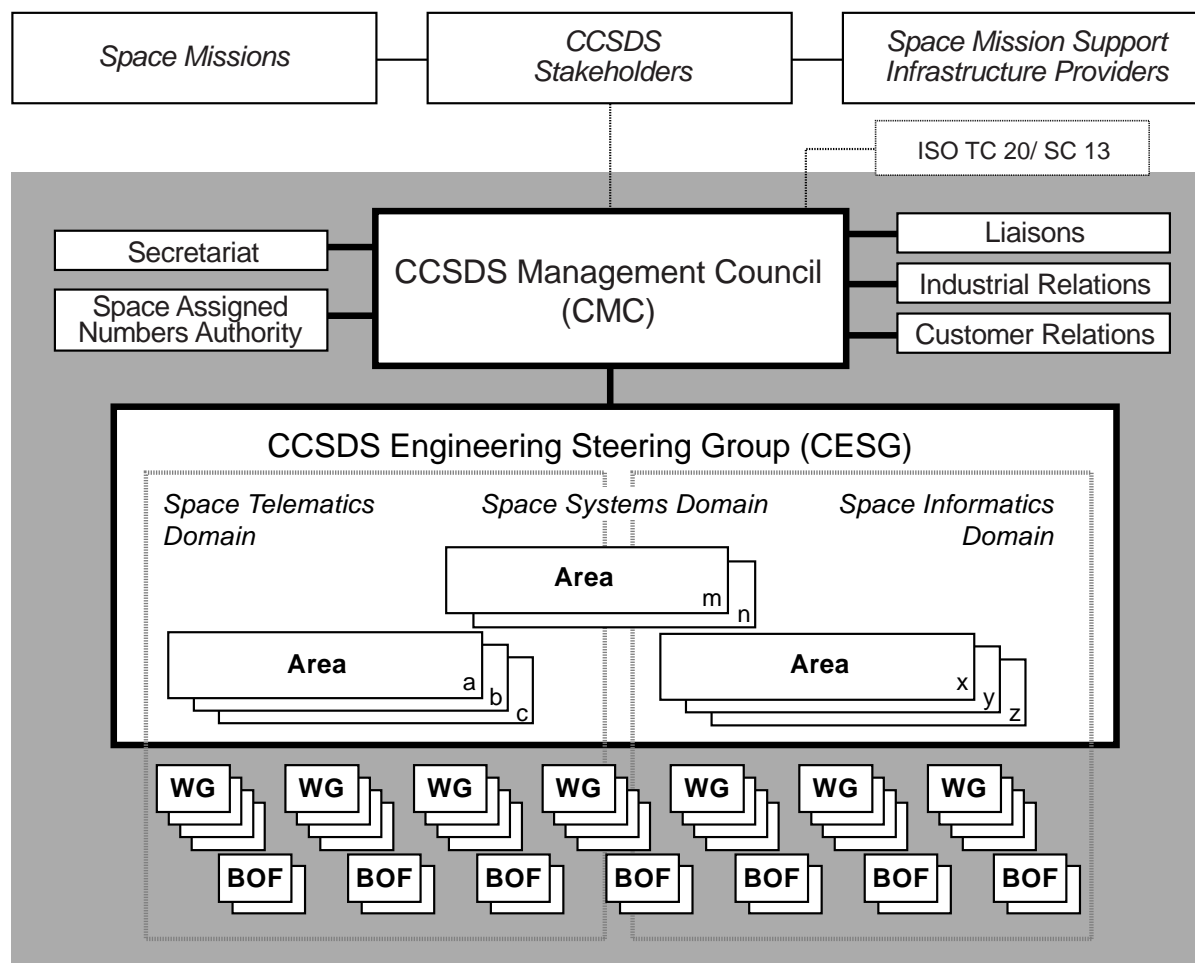 Space Missions
CCSDS
Stakeholders
Space Mission Support
Infrastructure Providers
ISO TC 20/ SC 13
Secretariat
Space Assigned
Numbers Authority
CCSDS Management Council
(CMC)
Liaisons
Industrial Relations
Customer Relations
CCSDS Engineering Steering Group (CESG)
Space Telematics
Domain
Space Systems Domain
Space Informatics
Domain
Area
m
n
Area
a
b
c
Area
x
y
z
WG
WG
WG
WG
WG
WG
WG
BOF
BOF
BOF
BOF
BOF
BOF
BOF